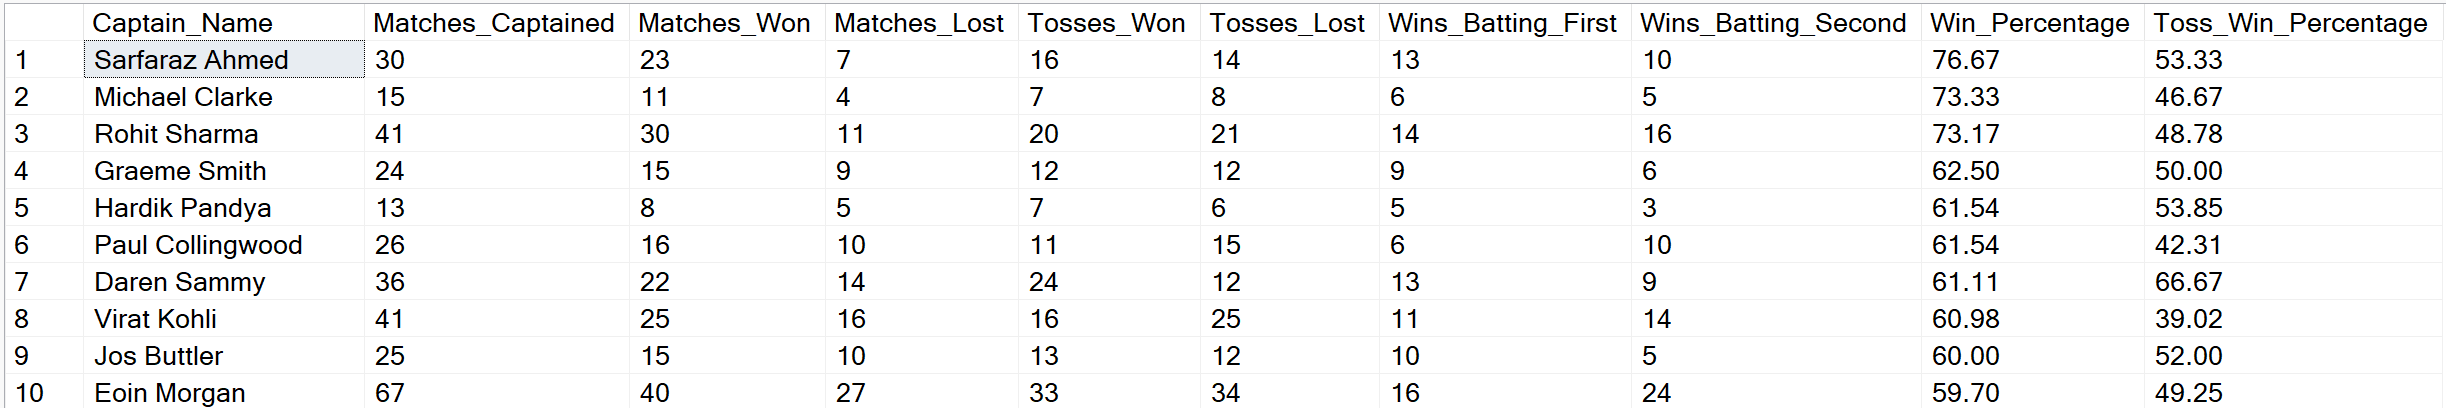 Captain_Name Matches_Captained Matches_Won Matches_Lost Tosses_Won Tosses_Lost Wins_Batting_First Wins_Batting_Second Win_Percentage Toss_Win_Percentage
1 Sarfaraz Ahmed 30 23 7 16 14 13 10 76.67 53.33
2 Michael Clarke 15 11 4 7 8 6 5 73.33 46.67
3 Rohit Sharma 41 30 11 20 21 14 16 73.17 48.78
4 Graeme Smith 24 15 9 12 12 9 6 62.50 50.00
5 Hardik Pandya 13 8 5 7 6 5 3 61.54 53.85
6 Paul Collingwood 26 16 10 11 15 6 10 61.54 42.31
7 Daren Sammy 36 22 14 24 12 13 9 61.11 66.67
8 Virat Kohli 41 25 16 16 25 11 14 60.98 39.02
9 Jos Buttler 25 15 10 13 12 10 5 60.00 52.00
10 Eoin Morgan 67 40 27 33 34 16 24 59.70 49.25